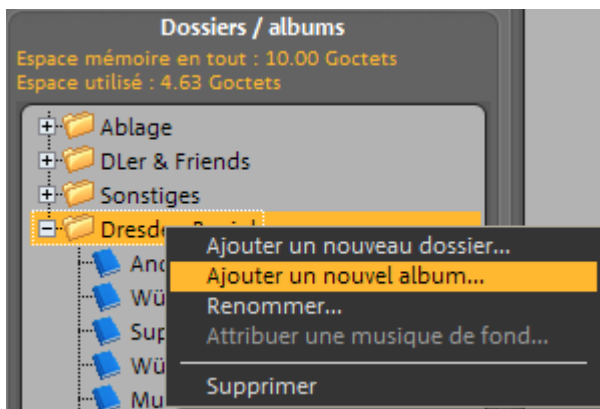 Dossiers / albums
Espace mémoire en tout : 10.00 Goctets
Espace utilisé : 4.63 Goctets
Ablage
DLer & Friends
Sonstiges
Ajouter un nouveau dossier...
Ajouter un nouvel album...
Renommer...
Attribuer une musique de fond...
Supprimer